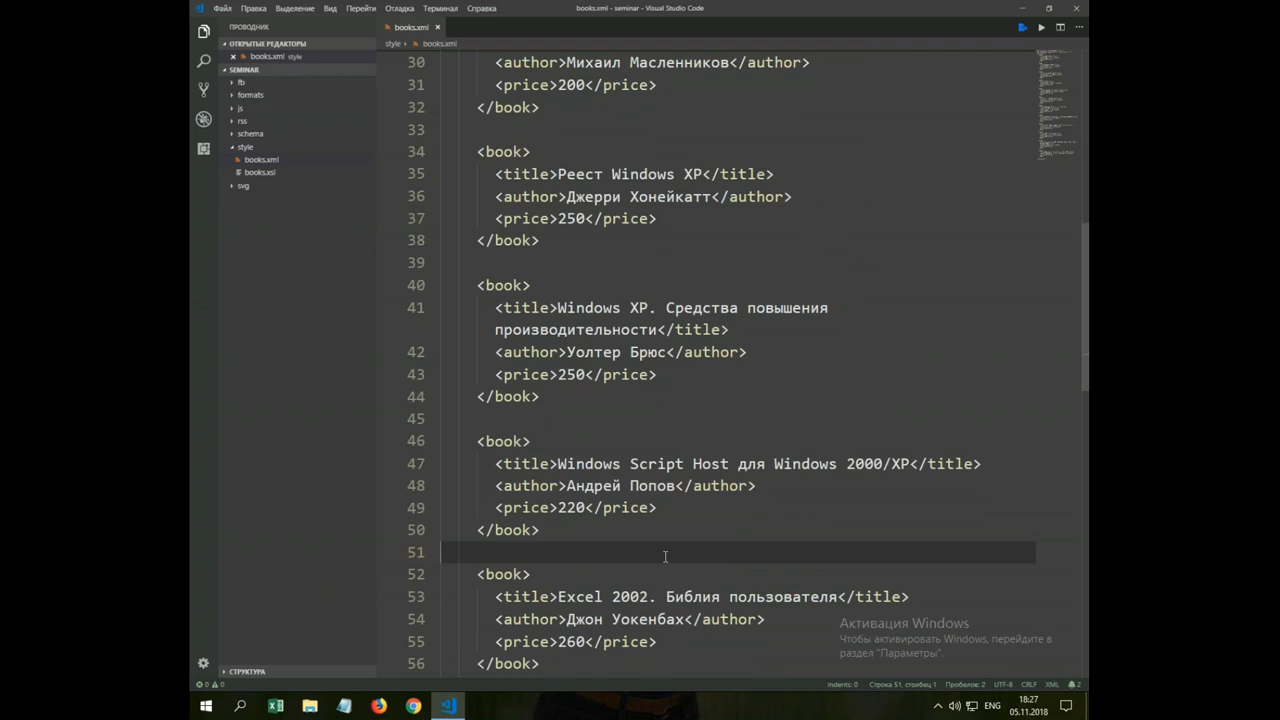 Файл Правка Выделение Вид Перейти Отладка Терминал Справка
books.xml - seminar - Visual Studio Code
ПРОВОДНИК
books.xml
ОТКРЫТЫЕ РЕДАКТОРЫ
style books.xml
books.xml style
SEMINAR
fb
formats
js
rss
schema
style
books.xml
books.xsl
svg
30 <author>Михаил Масленников</author>
31 <price>200</price>
32 </book>
33
34 <book>
35 <title>Реест Windows XP</title>
36 <author>Джерри Хонейкатт</author>
37 <price>250</price>
38 </book>
39
40 <book>
41 <title>Windows XP. Средства повышения
производительности</title>
42 <author>Уолтер Брюс</author>
43 <price>250</price>
44 </book>
45
46 <book>
47 <title>Windows Script Host для Windows 2000/XP</title>
48 <author>Андрей Попов</author>
49 <price>220</price>
50 </book>
51
52 <book>
53 <title>Excel 2002. Библия пользователя</title>
54 <author>Джон Уокенбах</author>
55 <price>260</price>
56 </book>
Активация Windows
Чтобы активировать Windows, перейдите в
раздел "Параметры".
СТРУКТУРА
0 0
indents: 0 Строка 51, столбец 1 Пробелов: 2 UTF-8 CRLF XML 2
18:27
ENG
05.11.2018